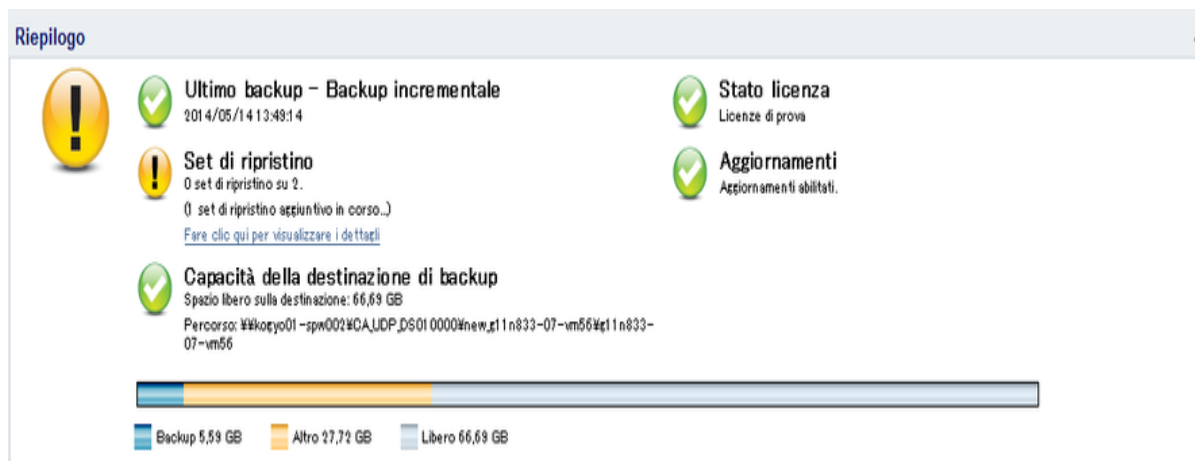 Riepilogo
Ultimo backup - Backup incrementale
2014/05/14 13:49:14
Stato licenza
Licenze di prova
Set di ripristino
0 set di ripristino su 2.
(1 set di ripristino aggiuntivo in corso...)
Fare clic qui per visualizzare i dettagli
Aggiornamenti
Aggiornamenti abilitati.
Capacità della destinazione di backup
Spazio libero sulla destinazione: 66,69 GB
Percorso: ¥¥kogyo01-spw002¥CA_UDP_DS010000¥new_g11n833-07-vm56¥g11n833-
07-vm56
Backup 5,59 GB
Altro 27,72 GB
Libero 66,69 GB